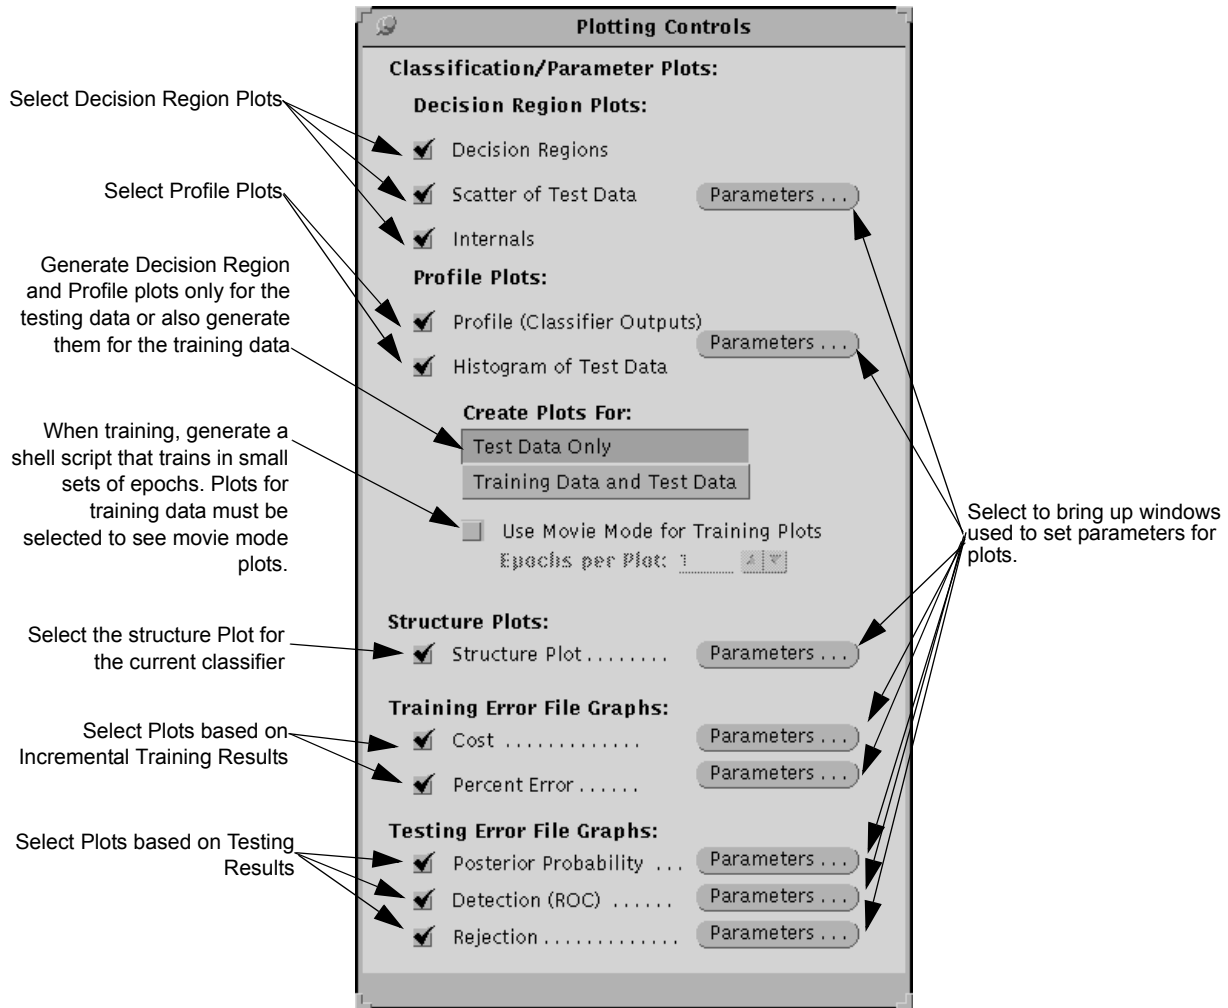 Plotting Controls
Classification/Parameter Plots:
Decision Region Plots:
Select Decision Region Plots
Decision Regions
Select Profile Plots
Scatter of Test Data
Parameters . . .
Internals
Generate Decision Region
and Profile plots only for the
testing data or also generate
them for the training data
Profile Plots:
Profile (Classifier Outputs)
Parameters . . .
Histogram of Test Data
Create Plots For:
Test Data Only
Training Data and Test Data
When training, generate a
shell script that trains in small
sets of epochs. Plots for
training data must be
selected to see movie mode
plots.
Use Movie Mode for Training Plots
Epochs per Plot: 1
Select to bring up windows
used to set parameters for
plots.
Structure Plots:
Select the structure Plot for
the current classifier
Structure Plot . . . . . . . .
Parameters . . .
Training Error File Graphs:
Select Plots based on
Incremental Training Results
Cost . . . . . . . . . . . . .
Parameters . . .
Percent Error . . . . . .
Parameters . . .
Testing Error File Graphs:
Select Plots based on Testing
Results
Posterior Probability . . .
Parameters . . .
Detection (ROC) . . . . . .
Parameters . . .
Rejection . . . . . . . . . . . . .
Parameters . . .